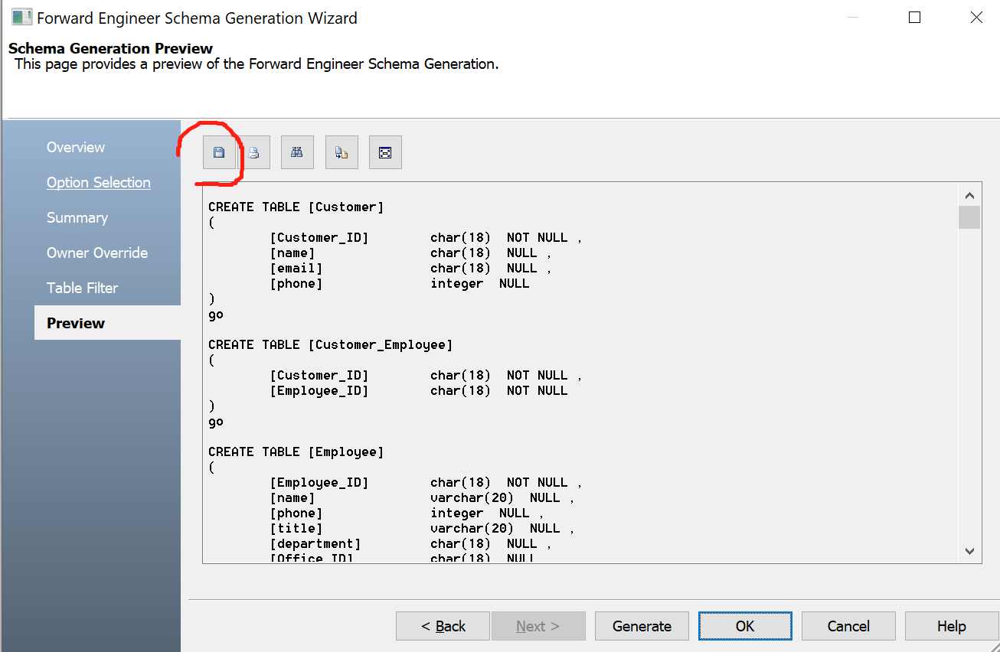 Forward Engineer Schema Generation Wizard
Schema Generation Preview
This page provides a preview of the Forward Engineer Schema Generation.
Overview
Option Selection
Summary
Owner Override
Table Filter
Preview
CREATE TABLE [Customer]
(
[Customer_ID] char(18) NOT NULL ,
[name] char(18) NULL ,
[email] char(18) NULL ,
[phone] integer NULL
)
go
CREATE TABLE [Customer_Employee]
(
[Customer_ID] char(18) NOT NULL ,
[Employee_ID] char(18) NOT NULL
)
go
CREATE TABLE [Employee]
(
[Employee_ID] char(18) NOT NULL ,
[name] varchar(20) NULL ,
[phone] integer NULL ,
[title] varchar(20) NULL ,
[department] char(18) NULL ,
[Office_ID] char(18) NULL
< Back
Next >
Generate
OK
Cancel
Help